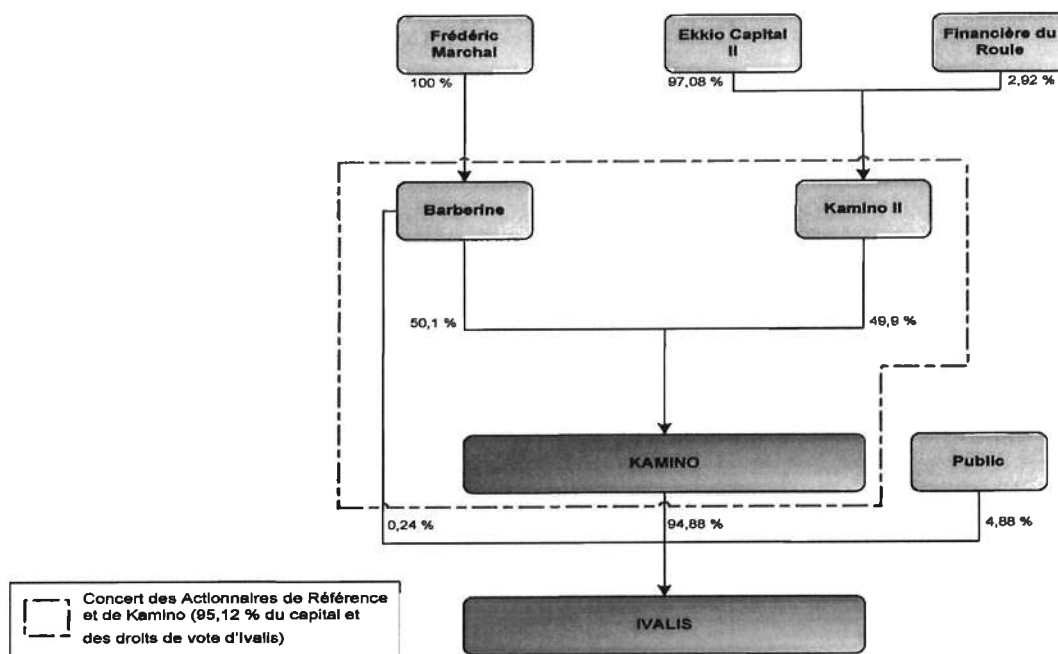 Frédéric
Marchal
Ekkio Capital
II
Financière du
Roule
100 %
97,08 %
2,92 %
Barberine
Kamino II
50,1 %
49,9 %
KAMINO
Public
0,24 %
94,88 %
4,88 %
Concert des Actionnaires de Référence
et de Kamino (95,12 % du capital et
des droits de vote d'Ivalis)
IVALIS